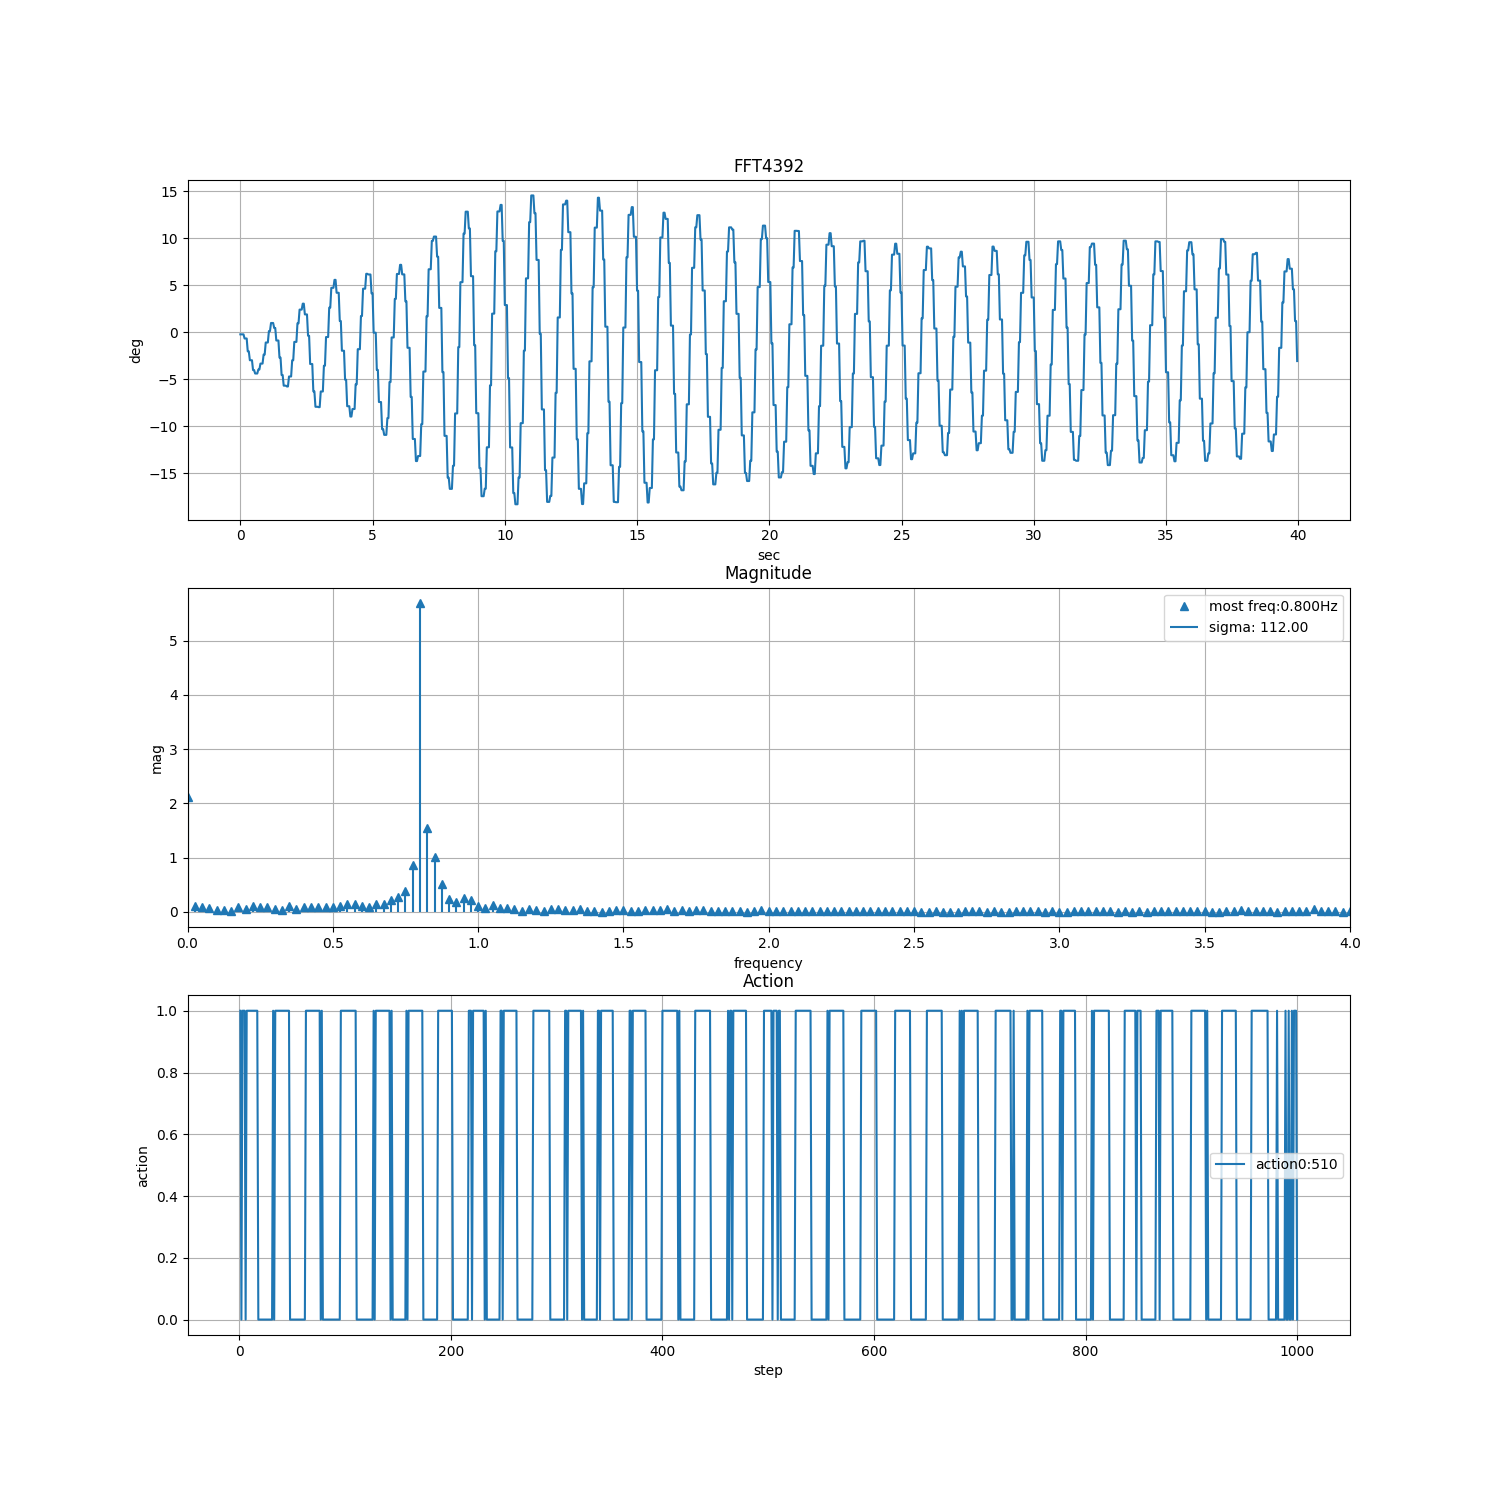 FFT4392
15
10
5
0
−5
−10
−15
deg
0 5 10 15 20 25 30 35 40
sec
Magnitude
most freq:0.800Hz
sigma: 112.00
5
4
3
2
1
0
mag
0.0 0.5 1.0 1.5 2.0 2.5 3.0 3.5 4.0
frequency
Action
1.0
0.8
0.6
0.4
0.2
0.0
action
action0:510
0 200 400 600 800 1000
step